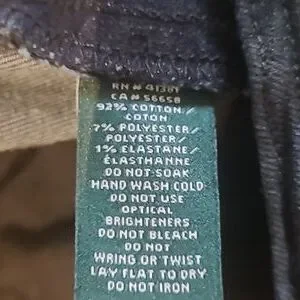 RN# 41381
CA# 56658
92% COTTON/
COTON
7% POLYESTER/
POLYESTER/
1% ELASTANE/
ÉLASTHANNE
DO NOT SOAK
HAND WASH COLD
DO NOT USE
OPTICAL
BRIGHTENERS
DO NOT BLEACH
DO NOT
WRING OR TWIST
LAY FLAT TO DRY
DO NOT IRON